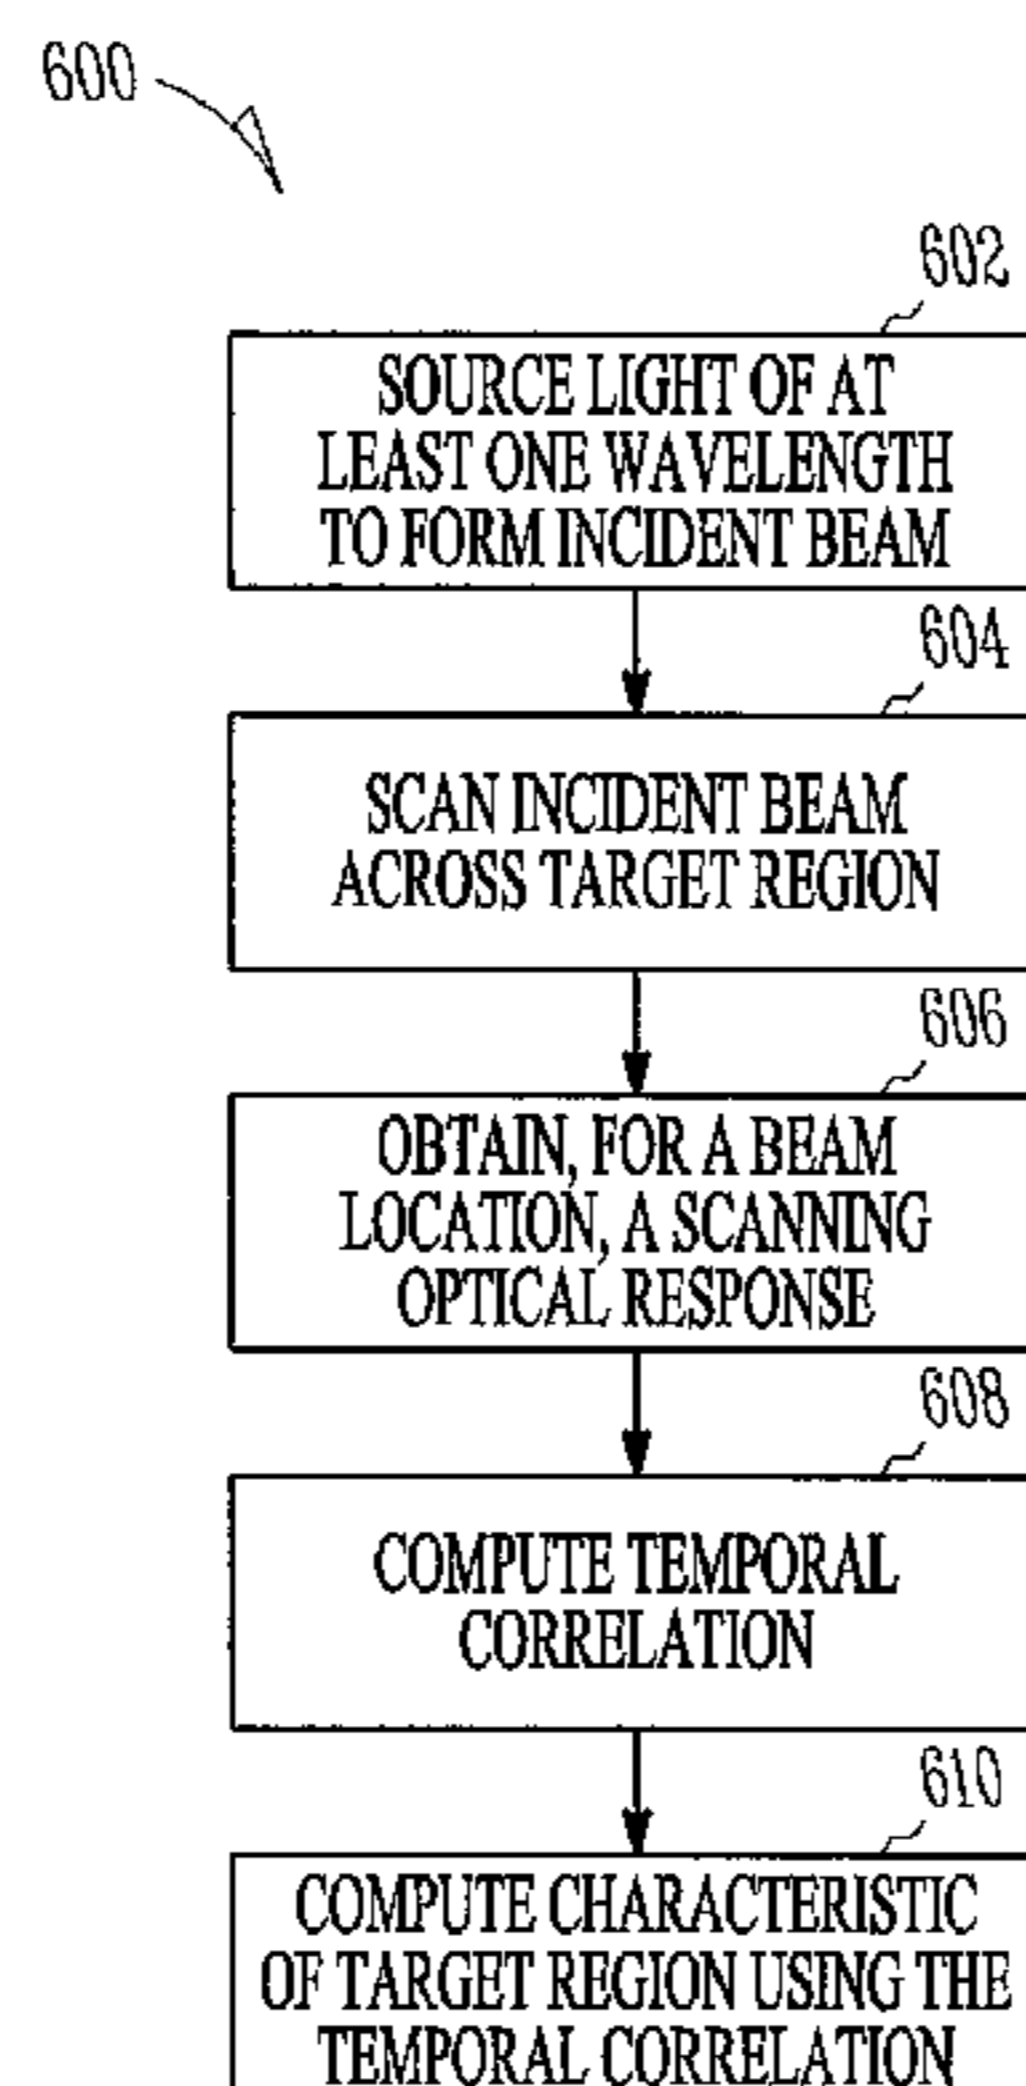 600
602
SOURCE LIGHT OF AT
LEAST ONE WAVELENGTH
TO FORM INCIDENT BEAM
604
SCAN INCIDENT BEAM
ACROSS TARGET REGION
606
OBTAIN, FOR A BEAM
LOCATION, A SCANNING
OPTICAL RESPONSE
608
COMPUTE TEMPORAL
CORRELATION
610
COMPUTE CHARACTERISTIC
OF TARGET REGION USING THE
TEMPORAL CORRELATION